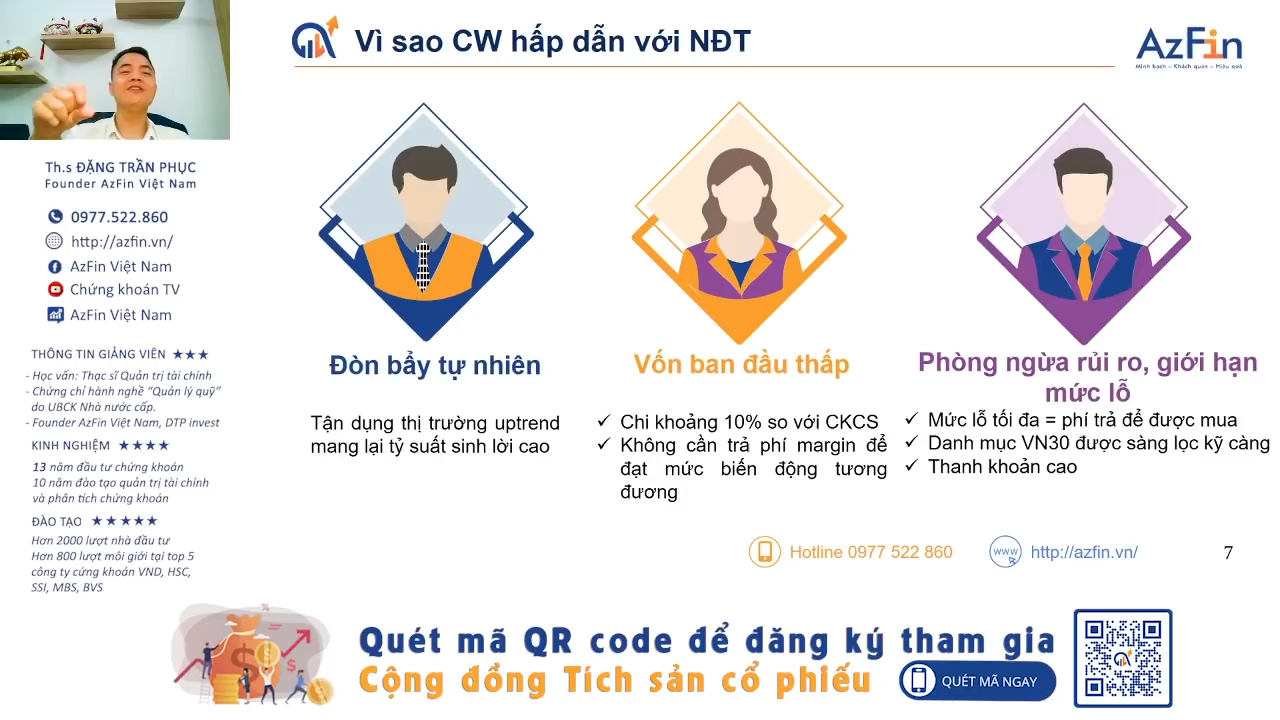 Vì sao CW hấp dẫn với NĐT
AzFin
Minh bạch – Khách quan – Hiệu quả
Th.s ĐẶNG TRẦN PHỤC
Founder AzFin Việt Nam
0977.522.860
http://azfin.vn/
AzFin Việt Nam
Chứng khoán TV
AzFin Việt Nam
THÔNG TIN GIẢNG VIÊN ★★★
- Học vấn: Thạc sĩ Quản trị tài chính
- Chứng chỉ hành nghề “Quản lý quỹ”
do UBCK Nhà nước cấp.
- Founder AzFin Việt Nam, DTP invest
KINH NGHIỆM ★★★★
13 năm đầu tư chứng khoán
10 năm đào tạo quản trị tài chính
và phân tích chứng khoán
ĐÀO TẠO ★★★★★
Hơn 2000 lượt nhà đầu tư
Hơn 800 lượt môi giới tại top 5
công ty cứng khoán VND, HSC,
SSI, MBS, BVS
Đòn bẩy tự nhiên
Tận dụng thị trường uptrend
mang lại tỷ suất sinh lời cao
Vốn ban đầu thấp
✓ Chi khoảng 10% so với CKCS
✓ Không cần trả phí margin để
đạt mức biến động tương
đương
Phòng ngừa rủi ro, giới hạn
mức lỗ
✓ Mức lỗ tối đa = phí trả để được mua
✓ Danh mục VN30 được sàng lọc kỹ càng
✓ Thanh khoản cao
Hotline 0977 522 860
www
http://azfin.vn/
7
Quét mã QR code để đăng ký tham gia
Cộng đồng Tích sản cổ phiếu
QUÉT MÃ NGAY